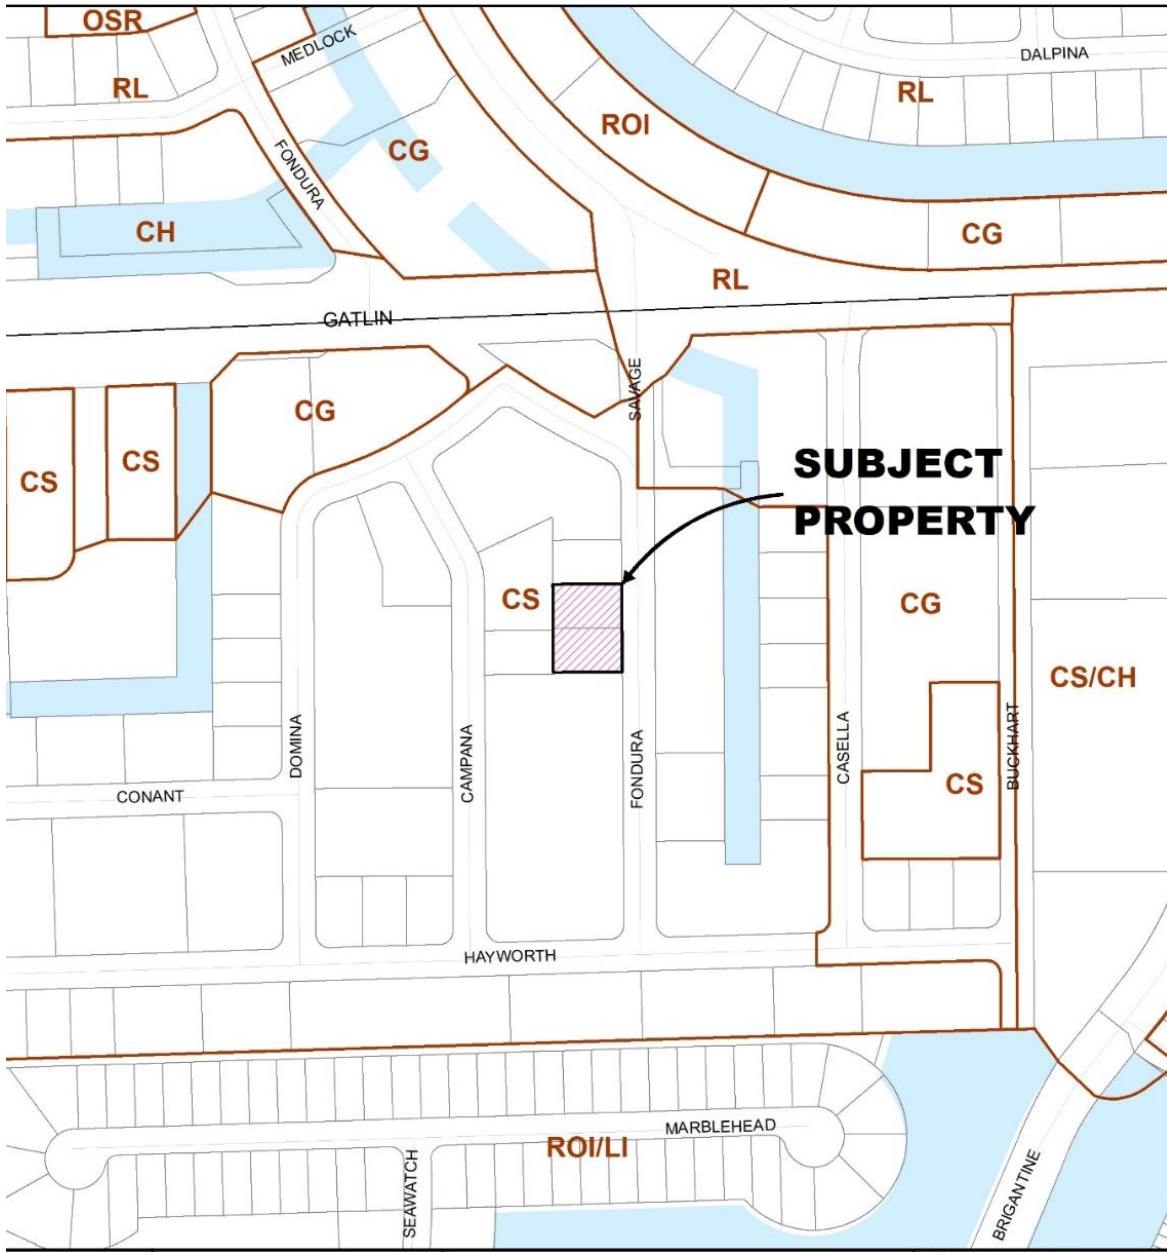 OSR
MEDLOCK
DALPINA
RL
RL
ROI
CG
FONDURA
CH
CG
RL
GATLIN
SAVAGE
CG
CS
CS
SUBJECT
PROPERTY
CS
CG
CS/CH
DOMINA
CAMPANA
FONDURA
CASELLA
BUCKHART
CS
CONANT
HAYWORTH
MARBLEHEAD
ROI/LI
SEAWATCH
BRIGANTINE